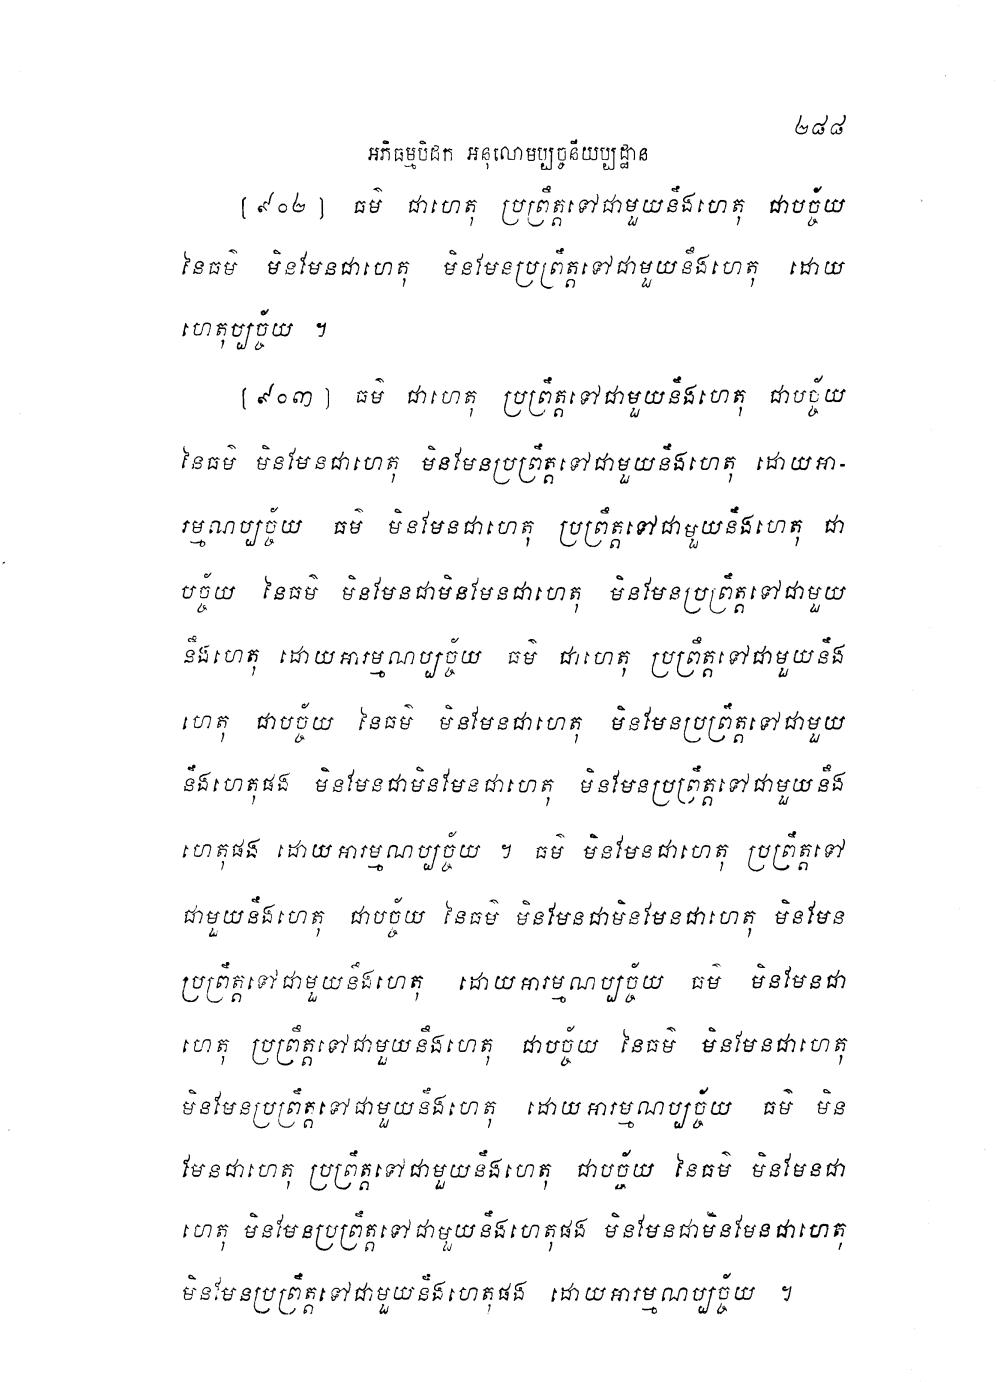 ២៨៨
អភិធម្មបិដក អនុលោមប្បច្ចនីយប្បដ្ឋាន
[៩០២] ធម៌ ជាហេតុ ប្រព្រឹត្តទៅជាមួយនឹងហេតុ ជាបច្ច័យ
នៃធម៌ មិនមែនជាហេតុ មិនមែនប្រព្រឹត្តទៅជាមួយនឹងហេតុ ដោយ
ហេតុប្បច្ច័យ ។
[៩០៣] ធម៌ ជាហេតុ ប្រព្រឹត្តទៅជាមួយនឹងហេតុ ជាបច្ច័យ
នៃធម៌ មិនមែនជាហេតុ មិនមែនប្រព្រឹត្តទៅជាមួយនឹងហេតុ ដោយអា-
រម្មណប្បច្ច័យ ធម៌ មិនមែនជាហេតុ ប្រព្រឹត្តទៅជាមួយនឹងហេតុ ជា
បច្ច័យ នៃធម៌ មិនមែនជាមិនមែនជាហេតុ មិនមែនប្រព្រឹត្តទៅជាមួយ
នឹងហេតុ ដោយអារម្មណប្បច្ច័យ ធម៌ ជាហេតុ ប្រព្រឹត្តទៅជាមួយនឹង
ហេតុ ជាបច្ច័យ នៃធម៌ មិនមែនជាហេតុ មិនមែនប្រព្រឹត្តទៅជាមួយ
នឹងហេតុផង មិនមែនជាមិនមែនជាហេតុ មិនមែនប្រព្រឹត្តទៅជាមួយនឹង
ហេតុផង ដោយអារម្មណប្បច្ច័យ ។ ធម៌ មិនមែនជាហេតុ ប្រព្រឹត្តទៅ
ជាមួយនឹងហេតុ ជាបច្ច័យ នៃធម៌ មិនមែនជាមិនមែនជាហេតុ មិនមែន
ប្រព្រឹត្តទៅជាមួយនឹងហេតុ ដោយអារម្មណប្បច្ច័យ ធម៌ មិនមែនជា
ហេតុ ប្រព្រឹត្តទៅជាមួយនឹងហេតុ ជាបច្ច័យ នៃធម៌ មិនមែនជាហេតុ
មិនមែនប្រព្រឹត្តទៅជាមួយនឹងហេតុ ដោយអារម្មណប្បច្ច័យ ធម៌ មិន
មែនជាហេតុ ប្រព្រឹត្តទៅជាមួយនឹងហេតុ ជាបច្ច័យ នៃធម៌ មិនមែនជា
ហេតុ មិនមែនប្រព្រឹត្តទៅជាមួយនឹងហេតុផង មិនមែនជាមិនមែនជាហេតុ
មិនមែនប្រព្រឹត្តទៅជាមួយនឹងហេតុផង ដោយអារម្មណប្បច្ច័យ ។